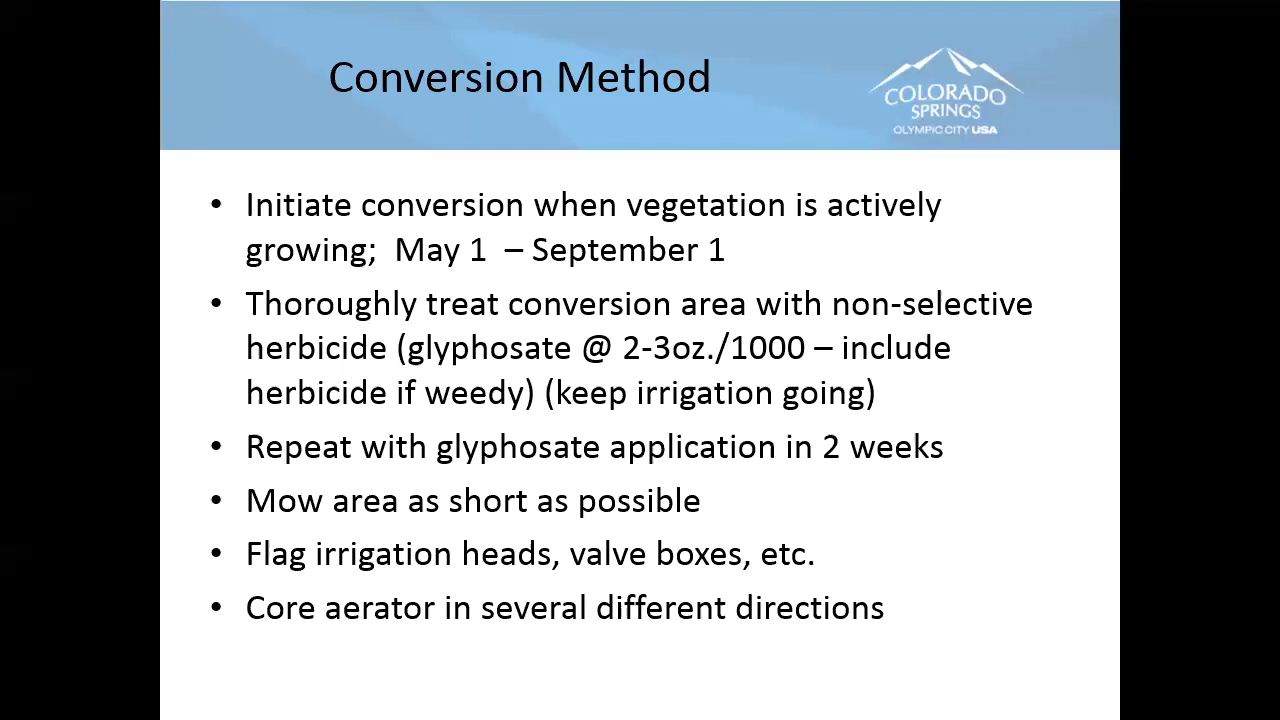 Conversion Method
COLORADO
SPRINGS
OLYMPIC CITY USA
• Initiate conversion when vegetation is actively
growing;  May 1  – September 1
• Thoroughly treat conversion area with non-selective
herbicide (glyphosate @ 2-3oz./1000 – include
herbicide if weedy) (keep irrigation going)
• Repeat with glyphosate application in 2 weeks
• Mow area as short as possible
• Flag irrigation heads, valve boxes, etc.
• Core aerator in several different directions